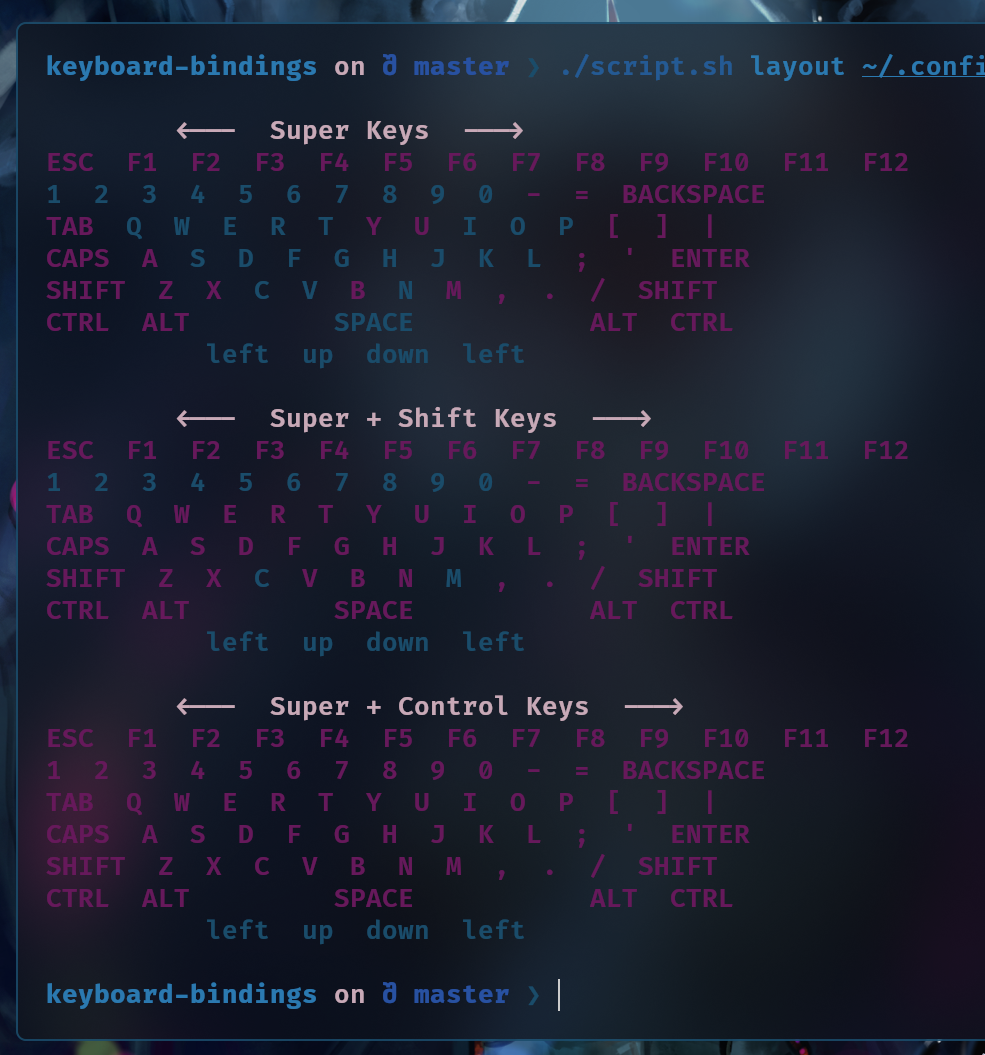 keyboard-bindings on ð master ❯ ./script.sh layout ~/.confi
⟵ Super Keys ⟶
ESC F1 F2 F3 F4 F5 F6 F7 F8 F9 F10 F11 F12
1 2 3 4 5 6 7 8 9 0 - = BACKSPACE
TAB Q W E R T Y U I O P [ ] |
CAPS A S D F G H J K L ; ' ENTER
SHIFT Z X C V B N M , . / SHIFT
CTRL ALT SPACE ALT CTRL
left up down left
⟵ Super + Shift Keys ⟶
ESC F1 F2 F3 F4 F5 F6 F7 F8 F9 F10 F11 F12
1 2 3 4 5 6 7 8 9 0 - = BACKSPACE
TAB Q W E R T Y U I O P [ ] |
CAPS A S D F G H J K L ; ' ENTER
SHIFT Z X C V B N M , . / SHIFT
CTRL ALT SPACE ALT CTRL
left up down left
⟵ Super + Control Keys ⟶
ESC F1 F2 F3 F4 F5 F6 F7 F8 F9 F10 F11 F12
1 2 3 4 5 6 7 8 9 0 - = BACKSPACE
TAB Q W E R T Y U I O P [ ] |
CAPS A S D F G H J K L ; ' ENTER
SHIFT Z X C V B N M , . / SHIFT
CTRL ALT SPACE ALT CTRL
left up down left
keyboard-bindings on ð master ❯